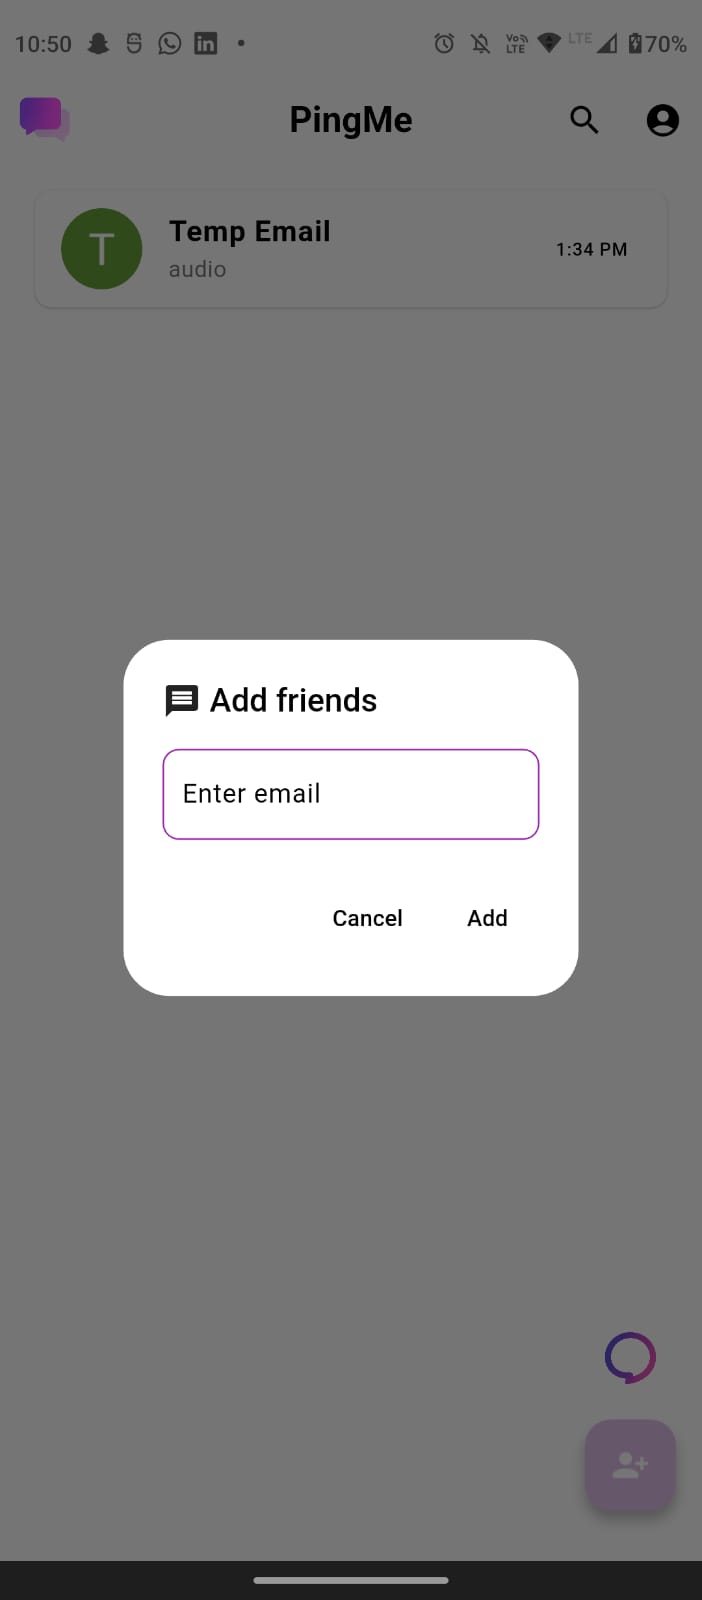 10:50 Vo LTE LTE 70%
PingMe
T
Temp Email
audio
1:34 PM
Add friends
Enter email
Cancel Add